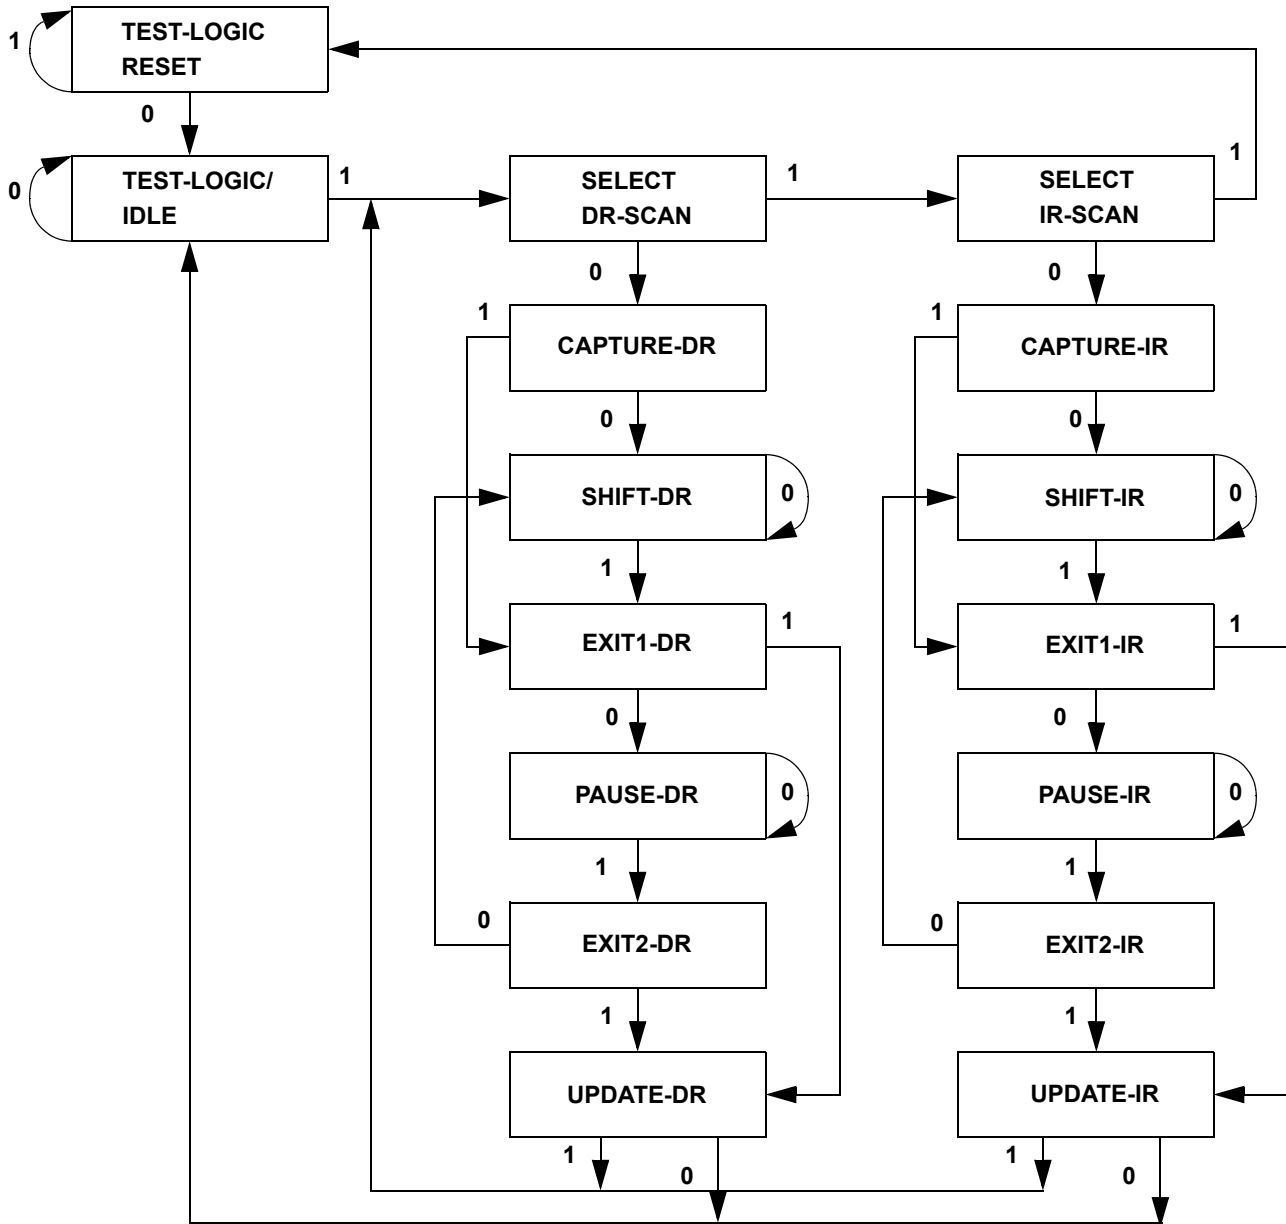 1
TEST-LOGIC
RESET
0
0
TEST-LOGIC/
IDLE
1
SELECT
DR-SCAN
1
SELECT
IR-SCAN
1
0
0
1
CAPTURE-DR
1
CAPTURE-IR
0
0
SHIFT-DR
0
SHIFT-IR
0
1
1
EXIT1-DR
1
EXIT1-IR
1
0
0
PAUSE-DR
0
PAUSE-IR
0
1
1
0
EXIT2-DR
0
EXIT2-IR
1
1
UPDATE-DR
UPDATE-IR
1
0
1
0